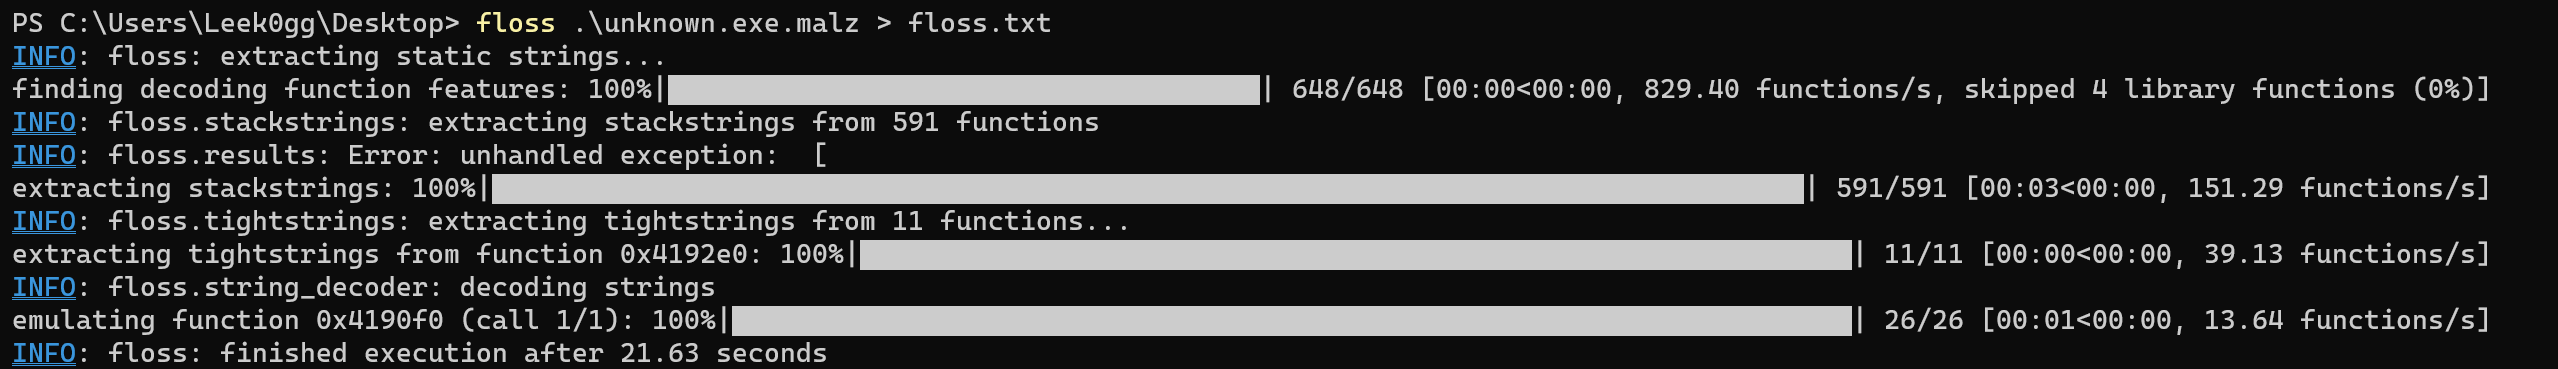 PS C:\Users\Leek0gg\Desktop> floss .\unknown.exe.malz > floss.txt
INFO: floss: extracting static strings...
finding decoding function features: 100%|| 648/648 [00:00<00:00, 829.40 functions/s, skipped 4 library functions (0%)]
INFO: floss.stackstrings: extracting stackstrings from 591 functions
INFO: floss.results: Error: unhandled exception:  [
extracting stackstrings: 100%|| 591/591 [00:03<00:00, 151.29 functions/s]
INFO: floss.tightstrings: extracting tightstrings from 11 functions...
extracting tightstrings from function 0x4192e0: 100%|| 11/11 [00:00<00:00, 39.13 functions/s]
INFO: floss.string_decoder: decoding strings
emulating function 0x4190f0 (call 1/1): 100%|| 26/26 [00:01<00:00, 13.64 functions/s]
INFO: floss: finished execution after 21.63 seconds